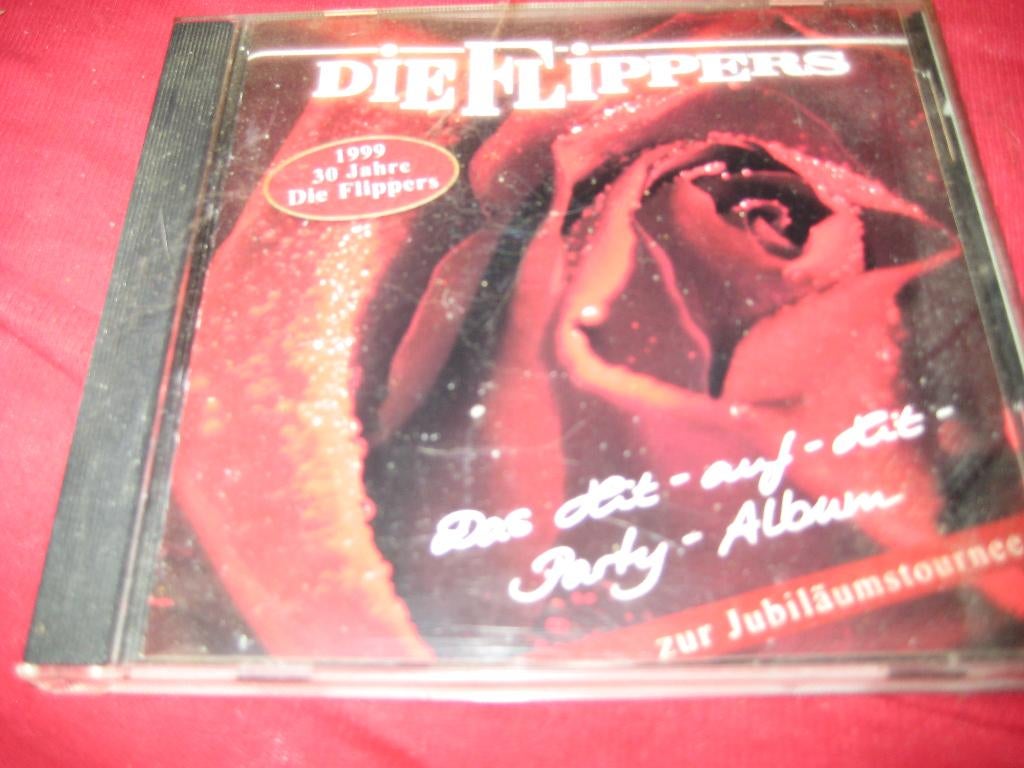 DiE FLiPPERS
1999
30 Jahre
Die Flippers
Das Hit-auf-Hit-
Party-Album
zur Jubiläumstournee